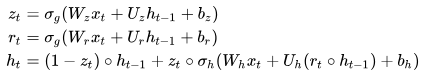 z_t = σ_g(W_z x_t + U_z h_{t-1} + b_z)
r_t = σ_g(W_r x_t + U_r h_{t-1} + b_r)
h_t = (1 − z_t) ∘ h_{t-1} + z_t ∘ σ_h(W_h x_t + U_h(r_t ∘ h_{t-1}) + b_h)